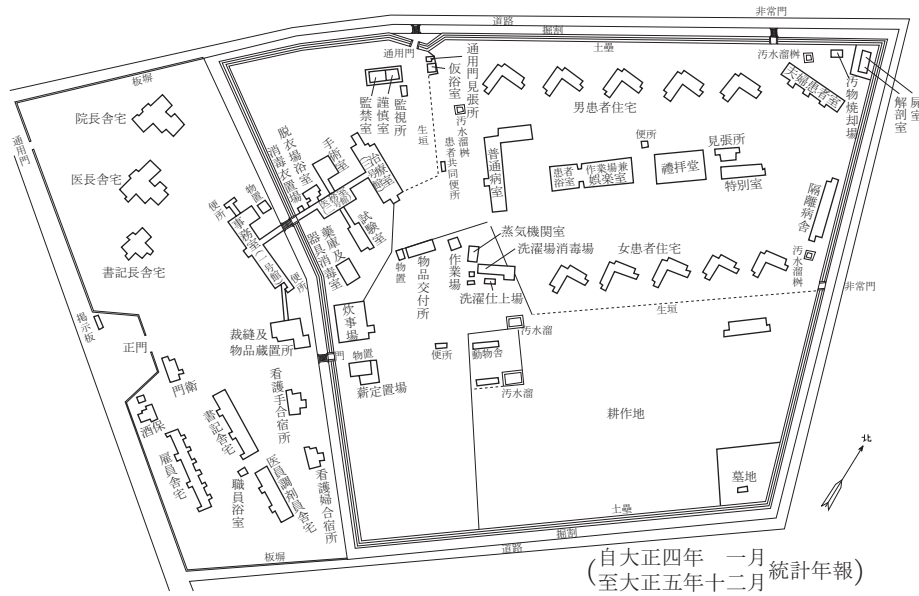 道路
非常門
掘割
土壘
通用門
通用門見張所
仮浴室
監禁室
謹慎室
監視所
汚水溜桝
患者共同便所
生垣
男患者住宅
汚水溜桝
夫婦患者室
汚物焼却場
解剖室
屍室
板塀
院長舎宅
医長舎宅
書記長舎宅
通用門
掲示板
正門
便所
物置
事務室
(一号館)
便所
脱衣場浴室
消毒衣置場
手術室
治療室
試験室
薬庫及
器具消毒室
普通病室
患者
浴室
作業場兼
娯楽室
便所
禮拝堂
見張所
特別室
隔離病舎
汚水溜桝
非常門
女患者住宅
生垣
蒸気機関室
洗濯場消毒場
洗濯仕上場
作業場
物品交付所
物置
炊事場
裁縫及
物品蔵置所
門
物置
薪定置場
便所
動物舎
汚水溜
汚水溜
耕作地
墓地
北
門衛
酒保
書記舎宅
雇員舎宅
職員浴室
医員調剤員舎宅
看護手合宿所
看護婦合宿所
板塀
土壘
掘割
道路
(自大正四年 一月
至大正五年十二月 統計年報)